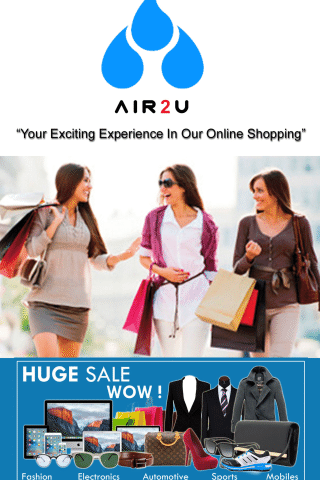 AIR2U
“Your Exciting Experience In Our Online Shopping”
HUGE SALE
WOW !
Fashion Electronics Automotive Sports Mobiles